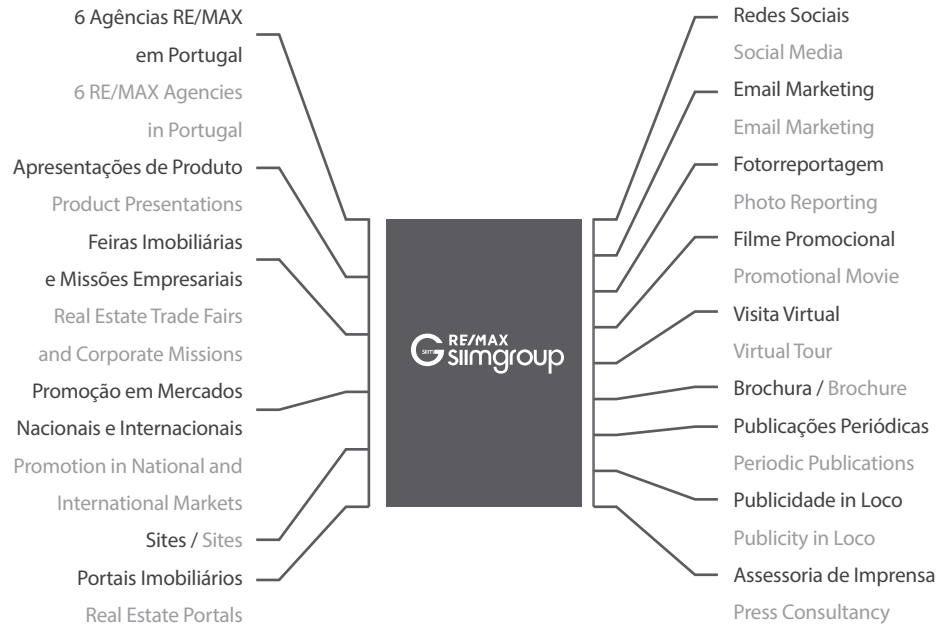 6 Agências RE/MAX
em Portugal
6 RE/MAX Agencies
in Portugal
Apresentações de Produto
Product Presentations
Feiras Imobiliárias
e Missões Empresariais
Real Estate Trade Fairs
and Corporate Missions
Promoção em Mercados
Nacionais e Internacionais
Promotion in National and
International Markets
Sites / Sites
Portais Imobiliários
Real Estate Portals
G siim RE/MAX
siimgroup
Redes Sociais
Social Media
Email Marketing
Email Marketing
Fotorreportagem
Photo Reporting
Filme Promocional
Promotional Movie
Visita Virtual
Virtual Tour
Brochura / Brochure
Publicações Periódicas
Periodic Publications
Publicidade in Loco
Publicity in Loco
Assessoria de Imprensa
Press Consultancy